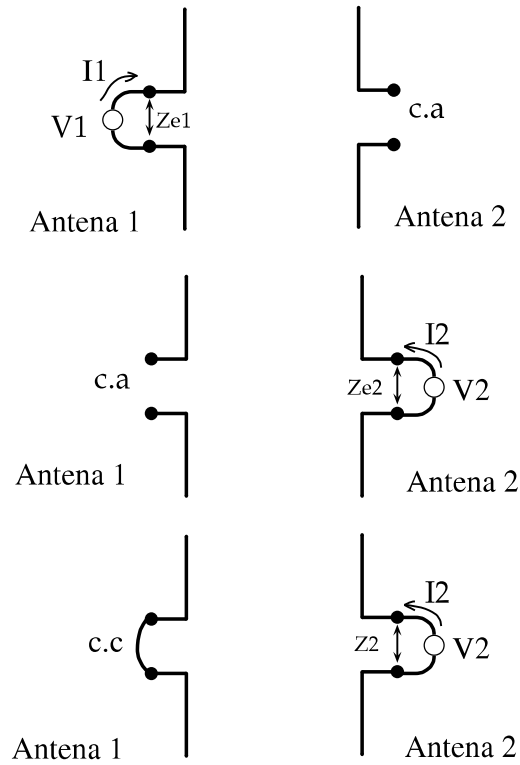 I1
c.a
V1
Ze1
Antena 1
Antena 2
I2
c.a
Ze2
V2
Antena 1
Antena 2
I2
c.c
Z2
V2
Antena 1
Antena 2